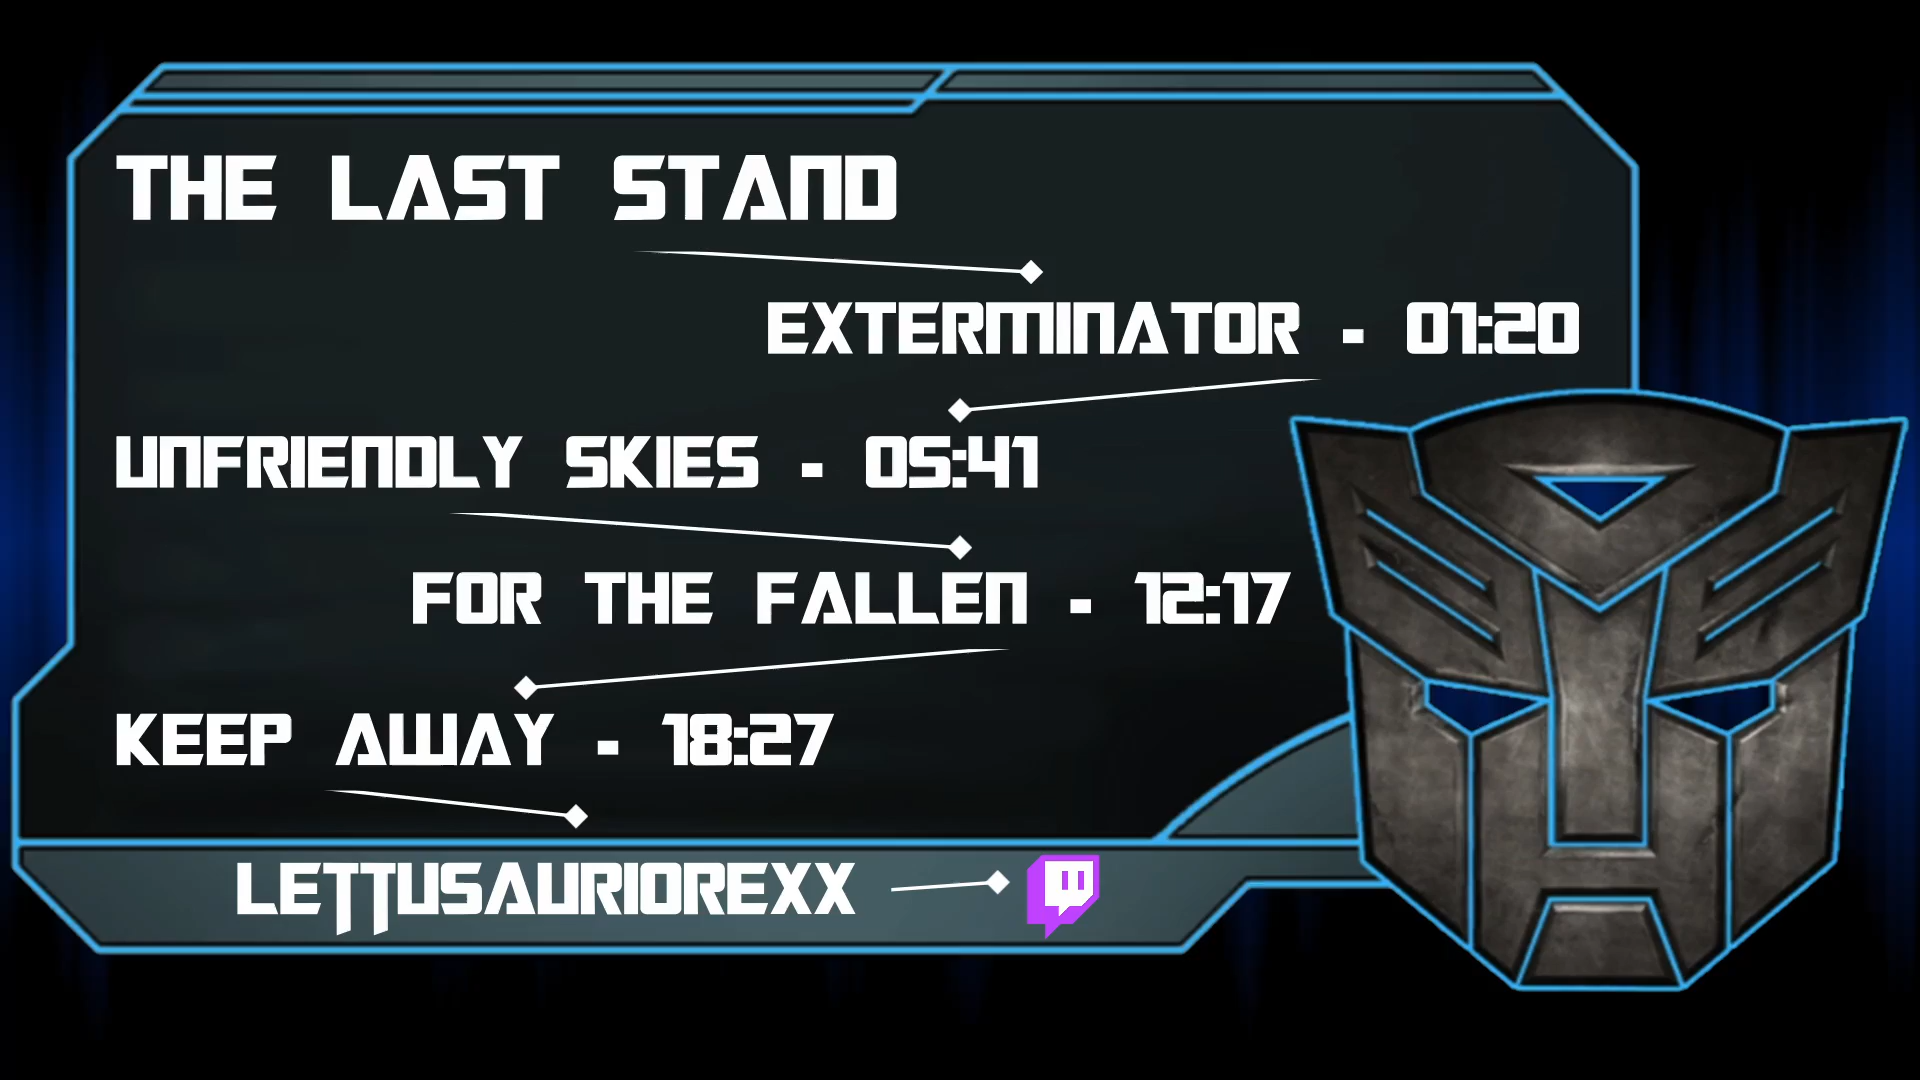 THE LAST STAND
EXTERMINATOR - 01:20
UNFRIENDLY SKIES - 05:41
FOR THE FALLEN - 12:17
KEEP AWAY - 18:27
LETTUSAURIOREXX